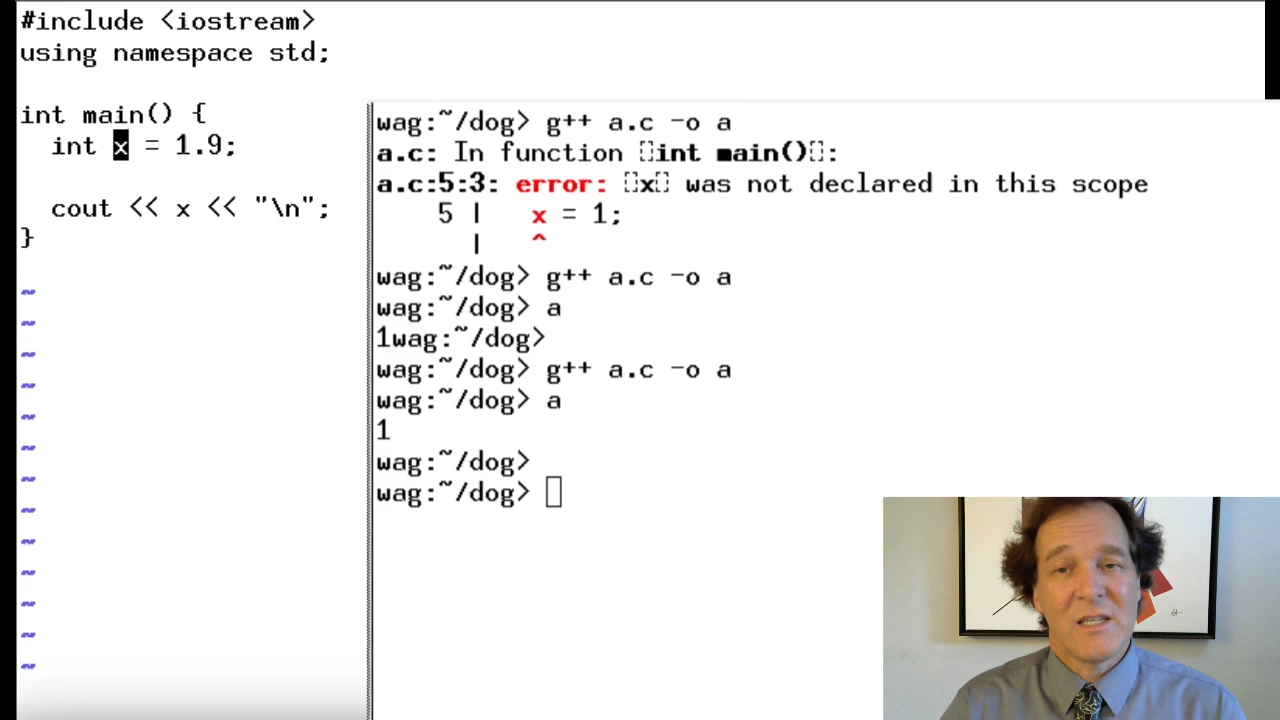 #include <iostream>
using namespace std;
int main() {
int x = 1.9;
cout << x << "\n";
}
~
~
~
~
~
~
~
~
~
~
~
~
~
wag:~/dog> g++ a.c -o a
a.c: In function int main():
a.c:5:3: error: x was not declared in this scope
5 | x = 1;
| ^
wag:~/dog> g++ a.c -o a
wag:~/dog> a
1wag:~/dog>
wag:~/dog> g++ a.c -o a
wag:~/dog> a
1
wag:~/dog>
wag:~/dog>